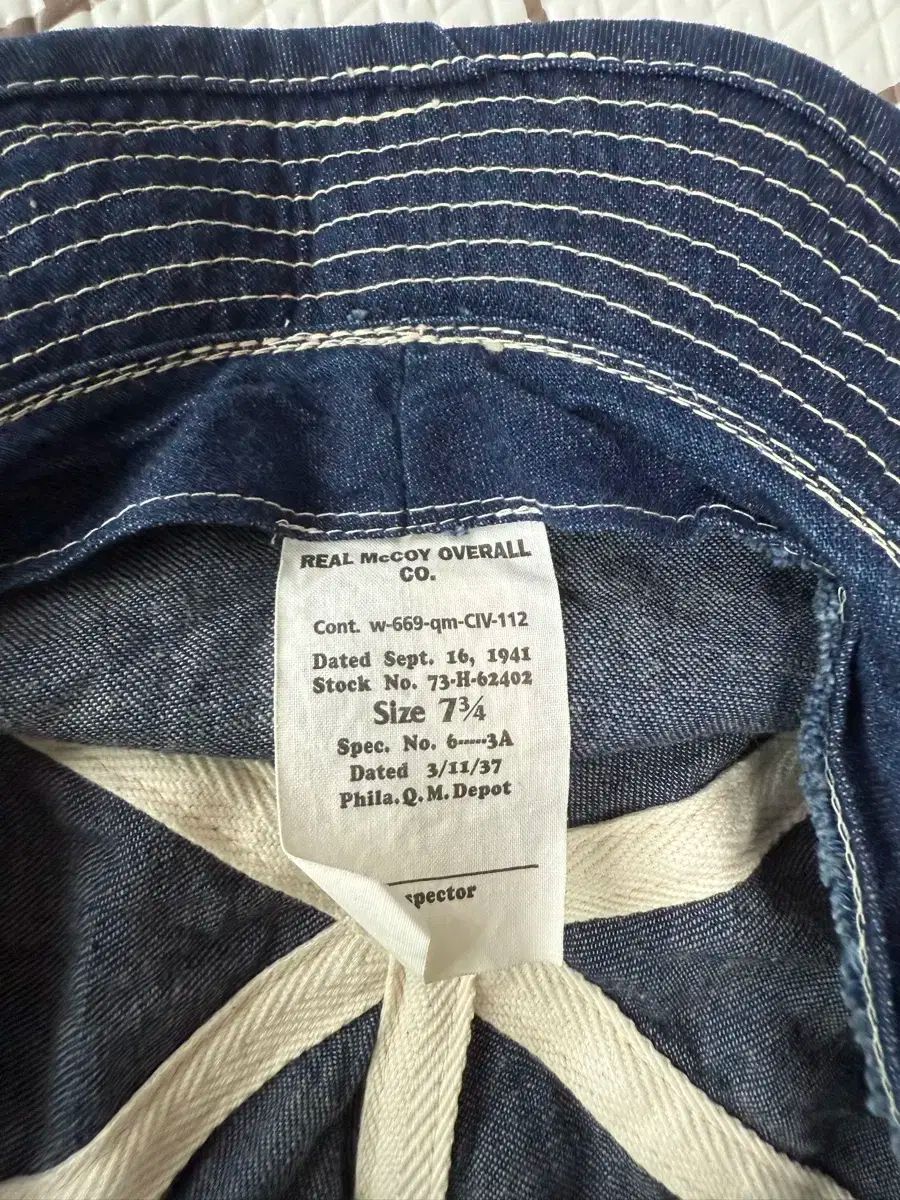 REAL McCOY OVERALL
CO.
Cont. w-669-qm-CIV-112
Dated Sept. 16, 1941
Stock No. 73-H-62402
Size 7¾
Spec. No. 6-----3A
Dated 3/11/37
Phila. Q. M. Depot